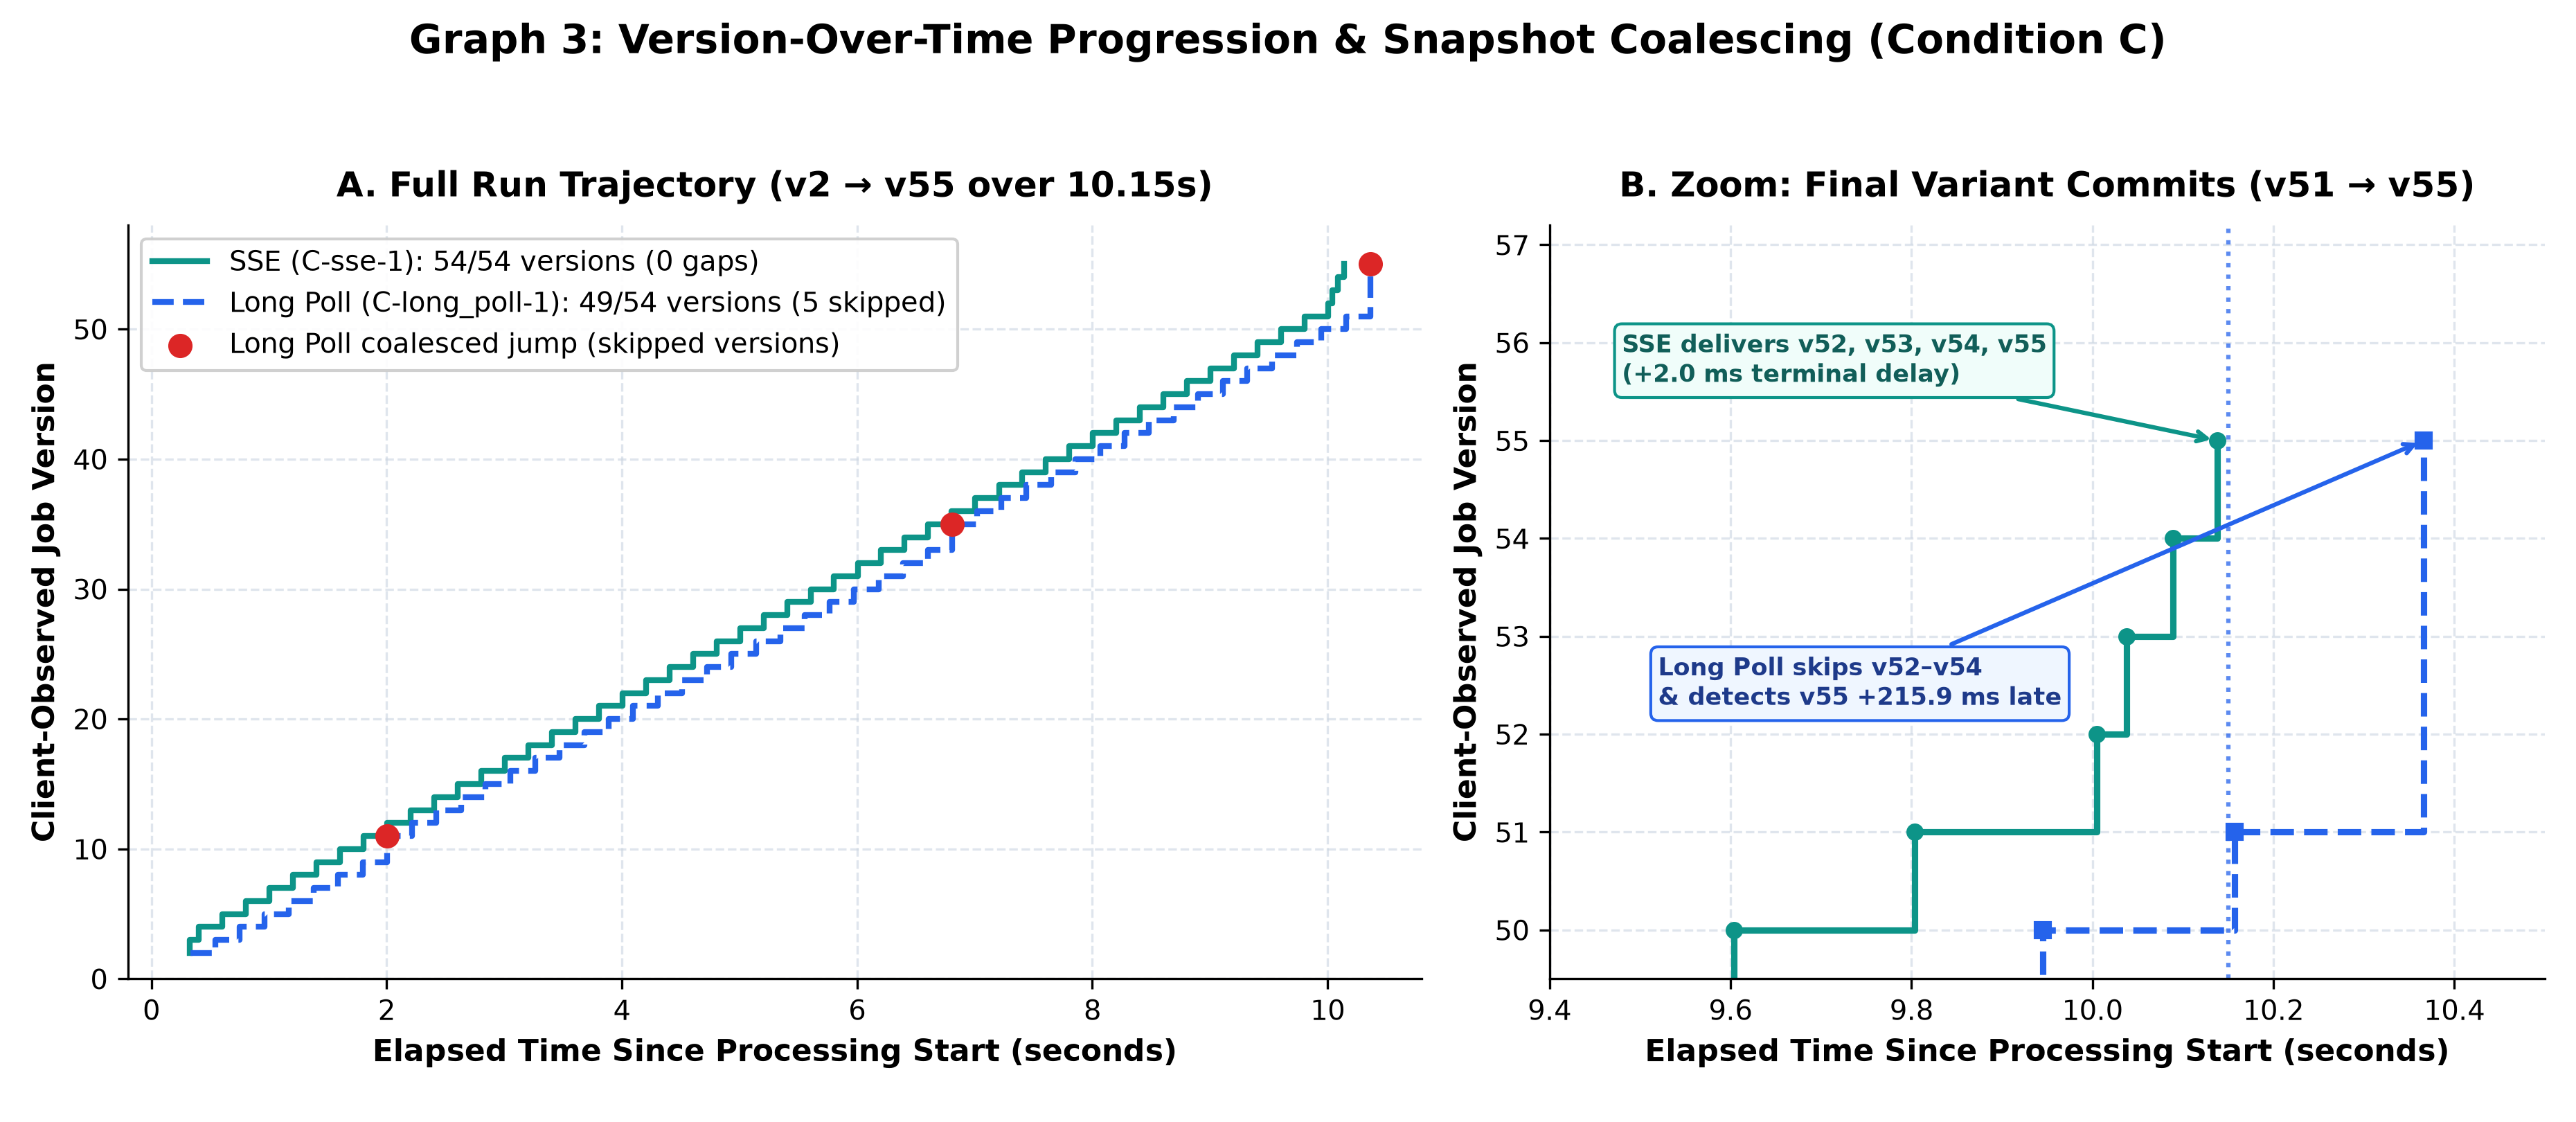 Graph 3: Version-Over-Time Progression & Snapshot Coalescing (Condition C)
A. Full Run Trajectory (v2 → v55 over 10.15s)
SSE (C-sse-1): 54/54 versions (0 gaps)
Long Poll (C-long_poll-1): 49/54 versions (5 skipped)
Long Poll coalesced jump (skipped versions)
Client-Observed Job Version
50
40
30
20
10
0
0 2 4 6 8 10
Elapsed Time Since Processing Start (seconds)
B. Zoom: Final Variant Commits (v51 → v55)
Client-Observed Job Version
57
56
55
54
53
52
51
50
SSE delivers v52, v53, v54, v55
(+2.0 ms terminal delay)
Long Poll skips v52–v54
& detects v55 +215.9 ms late
9.4 9.6 9.8 10.0 10.2 10.4
Elapsed Time Since Processing Start (seconds)